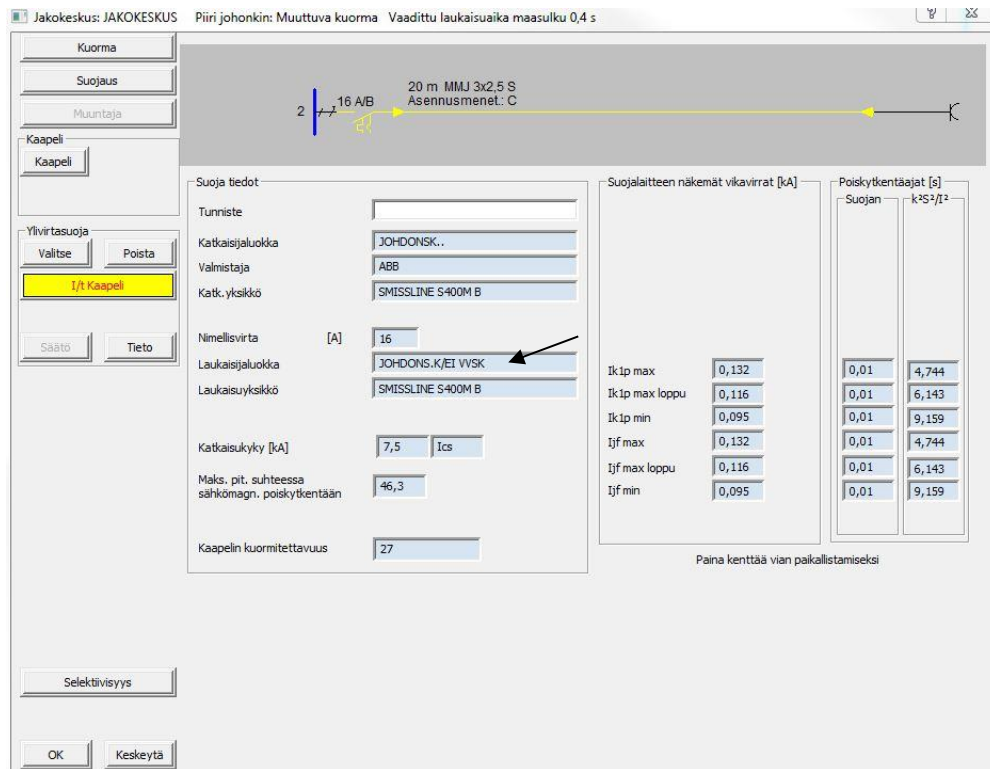 Jakokeskus: JAKOKESKUS Piiri johonkin: Muuttuva kuorma Vaadittu laukaisuaika maasulku 0,4 s
Kuorma
Suojaus
Muuntaja
Kaapeli
Kaapeli
Ylivirtasuoja
Valitse Poista
I/t Kaapeli
Säätö Tieto
Selektiivisyys
OK Keskeytä
2 16 A/B
20 m MMJ 3x2,5 S
Asennusmenet.: C
Suoja tiedot
Tunniste
Katkaisijaluokka JOHDONSK..
Valmistaja ABB
Katk. yksikkö SMISSLINE S400M B
Nimellisvirta [A] 16
Laukaisijaluokka JOHDONS.K/EI VVSK
Laukaisuyksikkö SMISSLINE S400M B
Katkaisukyky [kA] 7,5 Ics
Maks. pit. suhteessa
sähkömagn. poiskytkentään 46,3
Kaapelin kuormitettavuus 27
Suojalaitteen näkemät vikavirrat [kA]
Poiskytkentäajat [s]
Suojan k²S²/I²
Ik1p max 0,132 0,01 4,744
Ik1p max loppu 0,116 0,01 6,143
Ik1p min 0,095 0,01 9,159
Ijf max 0,132 0,01 4,744
Ijf max loppu 0,116 0,01 6,143
Ijf min 0,095 0,01 9,159
Paina kenttää vian paikallistamiseksi